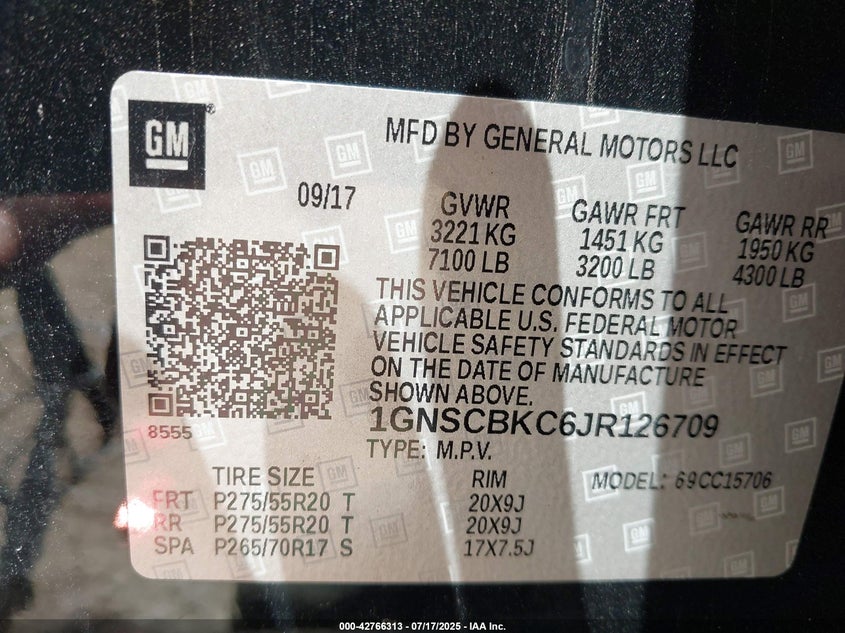 GM®
MFD BY GENERAL MOTORS LLC
09/17
GVWR
3221 KG
7100 LB
GAWR FRT
1451 KG
3200 LB
GAWR RR
1950 KG
4300 LB
THIS VEHICLE CONFORMS TO ALL
APPLICABLE U.S. FEDERAL MOTOR
VEHICLE SAFETY STANDARDS IN EFFECT
ON THE DATE OF MANUFACTURE
SHOWN ABOVE.
8555
1GNSCBKC6JR126709
TYPE: M.P.V.
TIRE SIZE RIM MODEL: 69CC15706
FRT P275/55R20 T 20X9J
RR P275/55R20 T 20X9J
SPA P265/70R17 S 17X7.5J
000-42766313 - 07/17/2025 - IAA Inc.